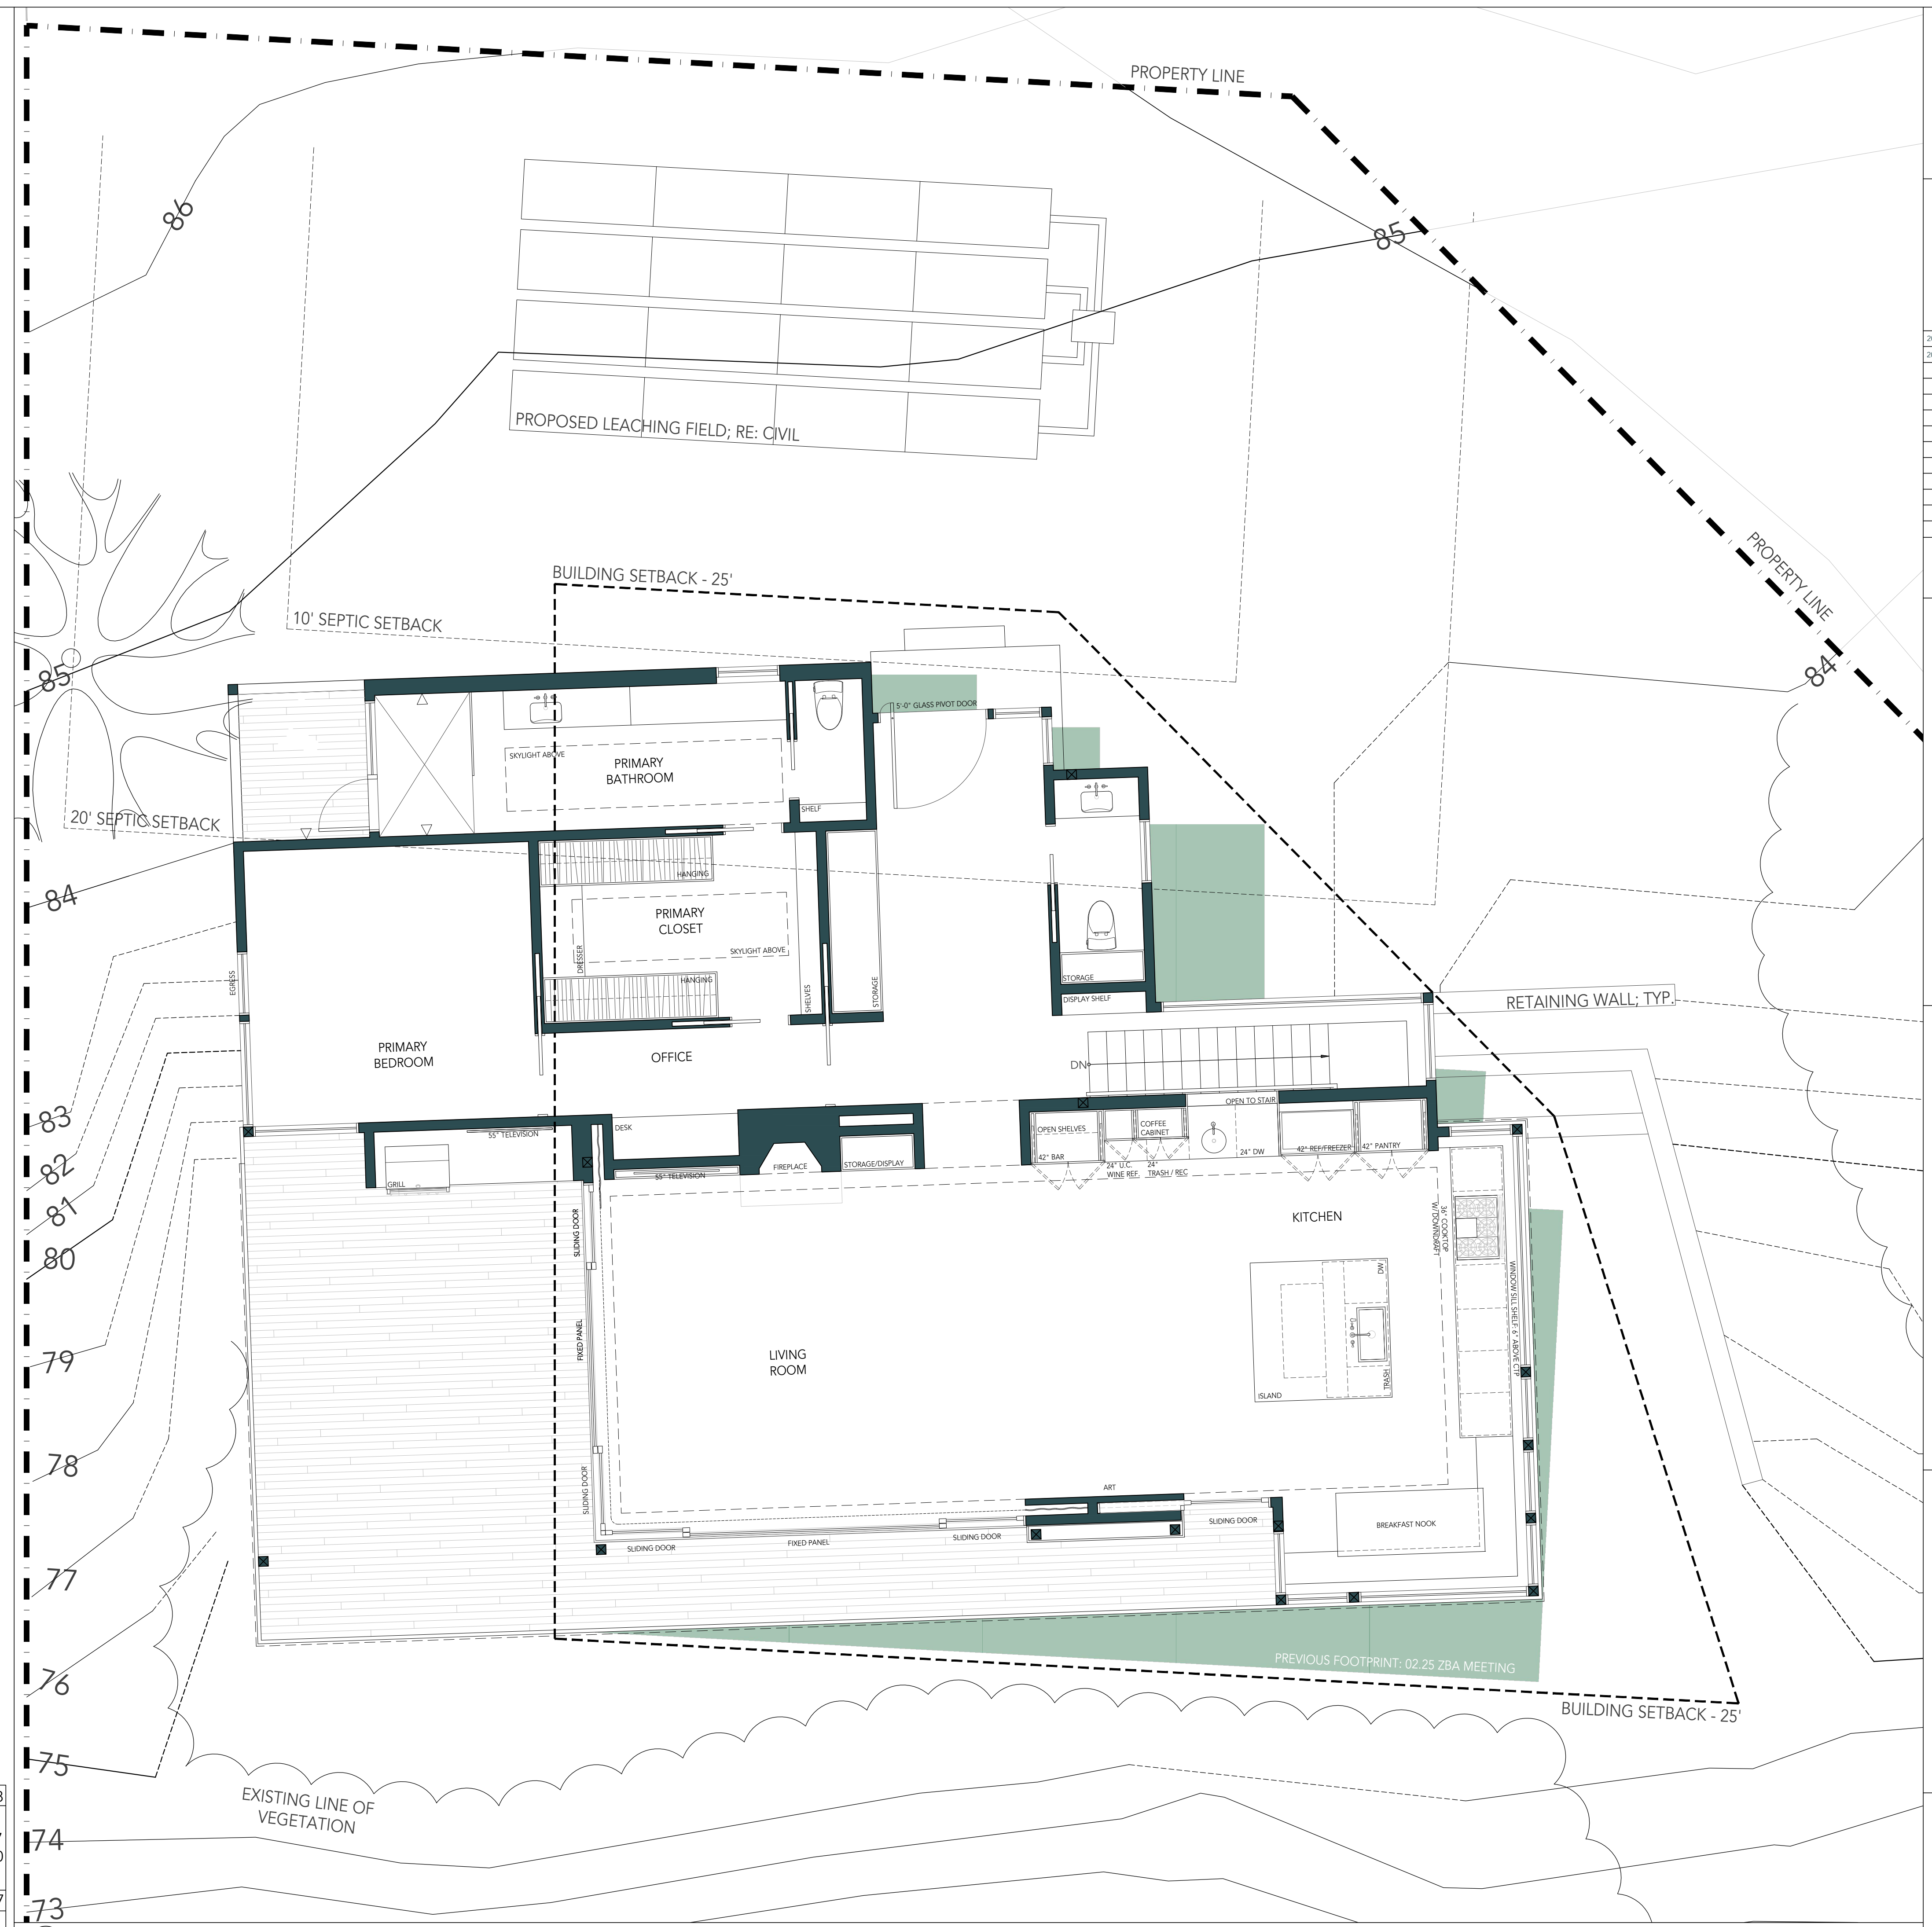 PROPERTY LINE
86
85
PROPOSED LEACHING FIELD; RE: CIVIL
PROPERTY LINE
BUILDING SETBACK - 25'
10' SEPTIC SETBACK
85
84
5'-0" GLASS PIVOT DOOR
SKYLIGHT ABOVE
PRIMARY
BATHROOM
SHELF
20' SEPTIC SETBACK
HANGING
84
PRIMARY
CLOSET
SKYLIGHT ABOVE
DRESSER
HANGING
SHELVES
STORAGE
STORAGE
DISPLAY SHELF
EGRESS
RETAINING WALL; TYP.
PRIMARY
BEDROOM
OFFICE
DN
83
OPEN TO STAIR
DESK
55" TELEVISION
OPEN SHELVES
COFFEE
CABINET
42" BAR
24" U.C.
WINE REF.
24"
TRASH / REC
24" DW
42" REF/FREEZER
42" PANTRY
FIREPLACE
STORAGE/DISPLAY
55" TELEVISION
GRILL
82
81
80
SLIDING DOOR
KITCHEN
36" COOKTOP
W/ DOWNDRAFT
WINDOW SILL SHELF: 6" ABOVE CTP
DW
FIXED PANEL
LIVING
ROOM
79
ISLAND
TRASH
78
SLIDING DOOR
ART
SLIDING DOOR
FIXED PANEL
SLIDING DOOR
SLIDING DOOR
BREAKFAST NOOK
77
76
PREVIOUS FOOTPRINT: 02.25 ZBA MEETING
BUILDING SETBACK - 25'
75
EXISTING LINE OF
VEGETATION
74
73